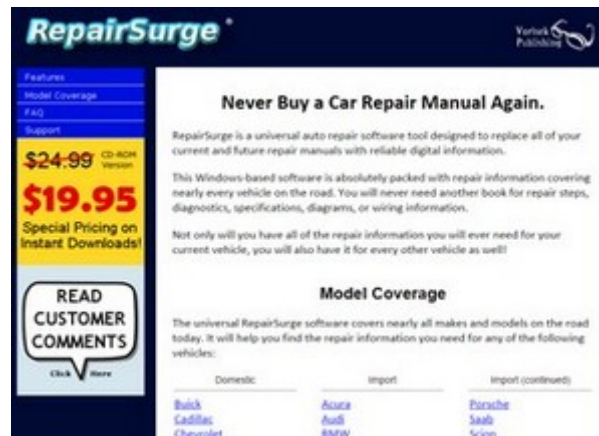 RepairSurge
Vorisek
Publishing
Features
Model Coverage
FAQ
Support
$24.99 CD-ROM
Version
$19.95
Special Pricing on
Instant Downloads!
READ
CUSTOMER
COMMENTS
Click Here
Never Buy a Car Repair Manual Again.
RepairSurge is a universal auto repair software tool designed to replace all of your
current and future repair manuals with reliable digital
information.
This Windows-based software is absolutely packed with repair information covering
nearly every vehicle on the road. You will never need another book for repair steps,
diagnostics, specifications, diagrams, or wiring information.
Not only will you have all of the repair information you will ever need for your
current vehicle, you will also have it for every other vehicle as well!
Model Coverage
The universal RepairSurge software covers nearly all makes and models on the road
today. It will help you find the repair information you need for any of the following
vehicles:
Domestic Import Import (continued)
Buick Acura Porsche
Cadillac Audi Saab
Chevrolet BMW Scion